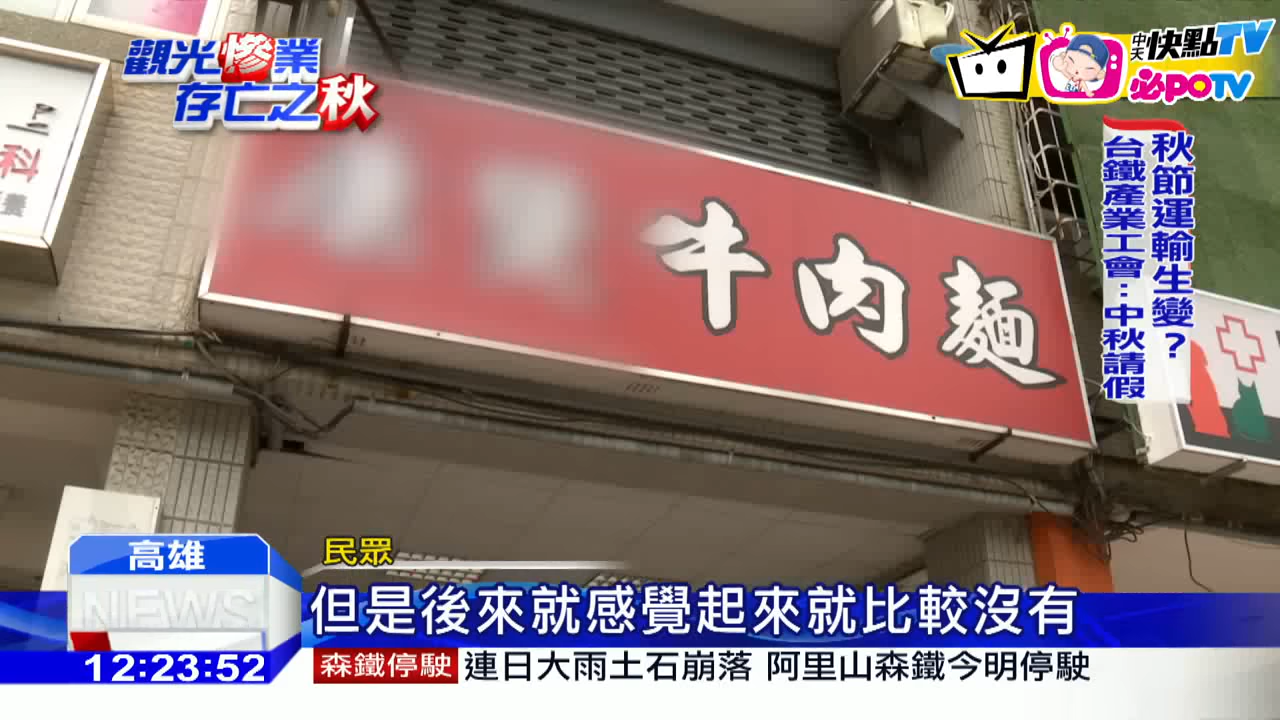 觀光慘業
存亡之秋
中天快點TV
必POTV
秋節運輸生變？
台鐵產業工會：中秋請假
三
科
養
牛肉麵
高雄
NEWS
民眾
但是後來就感覺起來就比較沒有
12:23:52
森鐵停駛 連日大雨土石崩落 阿里山森鐵今明停駛